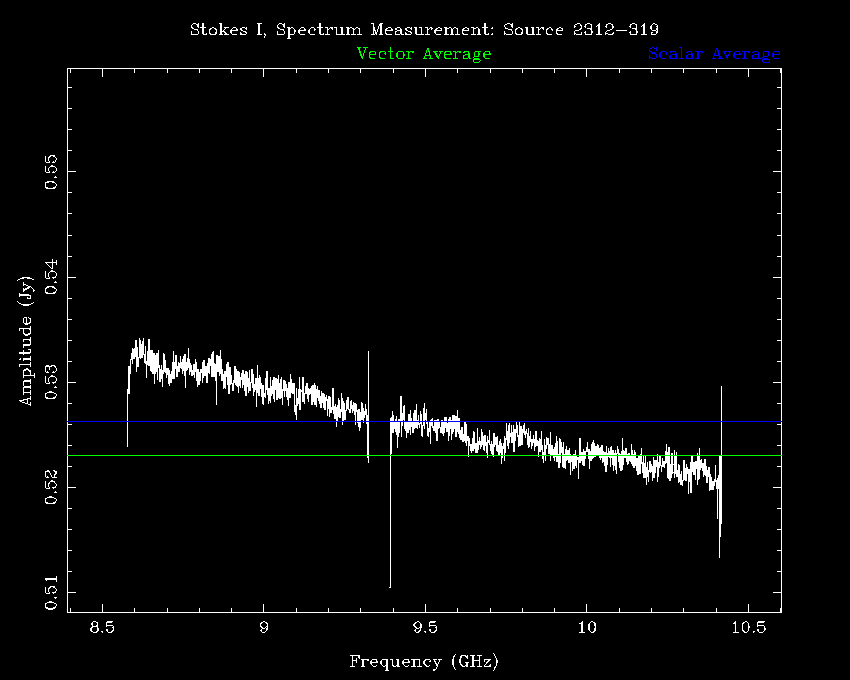 Stokes I, Spectrum Measurement: Source 2312−319
Vector Average Scalar Average
0.55
0.54
0.53
0.52
0.51
Amplitude (Jy)
8.5 9 9.5 10 10.5
Frequency (GHz)